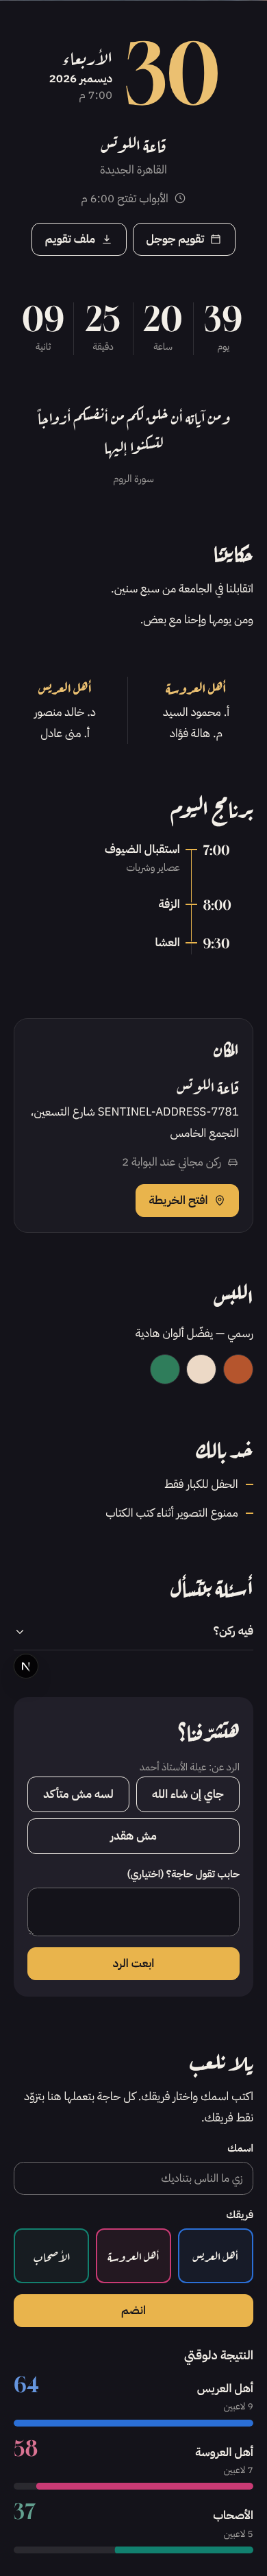 30
الأربعاء
ديسمبر 2026
7:00 م
قاعة اللوتس
القاهرة الجديدة
الأبواب تفتح 6:00 م
تقويم جوجل
ملف تقويم
39 يوم
20 ساعة
25 دقيقة
09 ثانية
ومن آياته أن خلق لكم من أنفسكم أزواجاً
لتسكنوا إليها
سورة الروم
حكايتنا
اتقابلنا في الجامعة من سبع سنين.
ومن يومها وإحنا مع بعض.
أهل العروسة
أ. محمود السيد
م. هالة فؤاد
أهل العريس
د. خالد منصور
أ. منى عادل
برنامج اليوم
7:00 استقبال الضيوف
عصاير وشربات
8:00 الزفة
9:30 العشا
المكان
قاعة اللوتس
SENTINEL-ADDRESS-7781 شارع التسعين،
التجمع الخامس
ركن مجاني عند البوابة 2
افتح الخريطة
اللبس
رسمي — يفضّل ألوان هادية
خد بالك
الحفل للكبار فقط
ممنوع التصوير أثناء كتب الكتاب
أسئلة بتتسأل
فيه ركن؟
N
هتشرّفنا؟
الرد عن: عيلة الأستاذ أحمد
جاي إن شاء الله
لسه مش متأكد
مش هقدر
حابب تقول حاجة؟ (اختياري)
ابعت الرد
يلا نلعب
اكتب اسمك واختار فريقك. كل حاجة بتعملها هنا بتزوّد
نقط فريقك.
اسمك
زي ما الناس بتناديك
فريقك
أهل العريس
أهل العروسة
الأصحاب
انضم
النتيجة دلوقتي
أهل العريس 64
9 لاعبين
أهل العروسة 58
7 لاعبين
الأصحاب 37
5 لاعبين